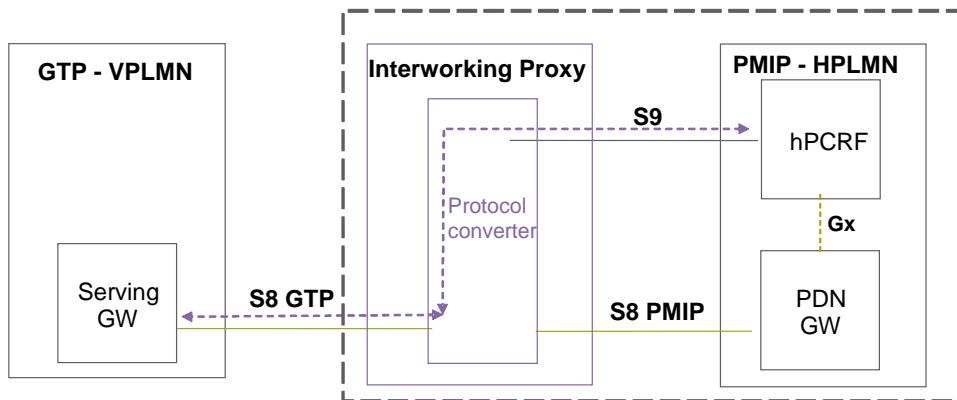 GTP - VPLMN
Interworking Proxy
PMIP - HPLMN
S9
hPCRF
Protocol
converter
Gx
Serving
GW
S8 GTP
S8 PMIP
PDN
GW